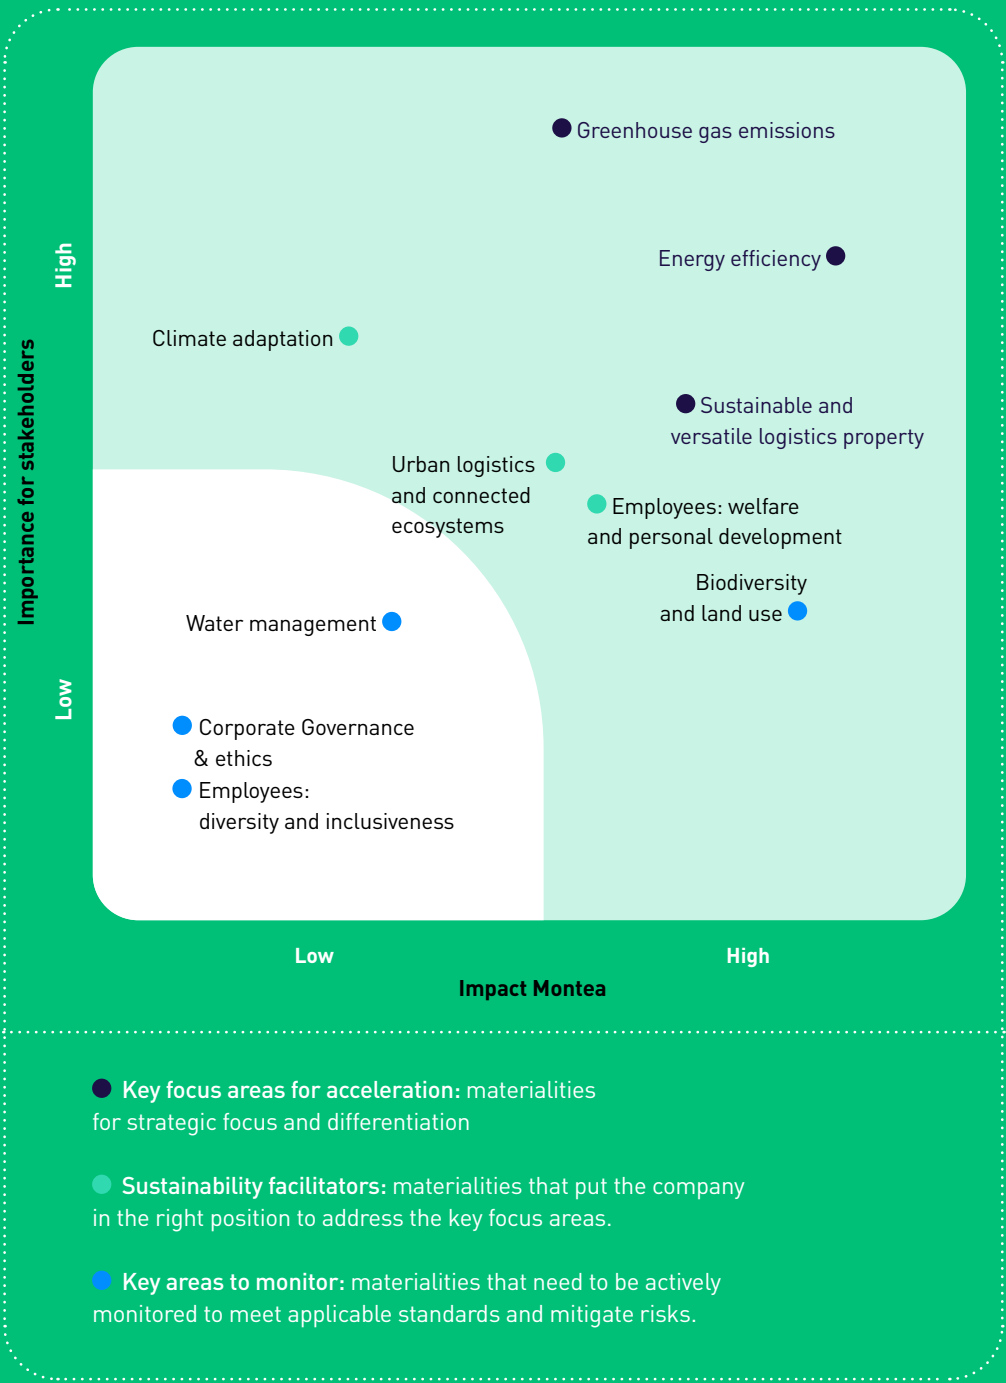 Greenhouse gas emissions
Energy efficiency
High
Climate adaptation
Importance for stakeholders
Sustainable and
versatile logistics property
Urban logistics
and connected
ecosystems
Employees: welfare
and personal development
Biodiversity
and land use
Water management
Low
Corporate Governance
& ethics
Employees:
diversity and inclusiveness
Low
High
Impact Montea
Key focus areas for acceleration: materialities
for strategic focus and differentiation
Sustainability facilitators: materialities that put the company
in the right position to address the key focus areas.
Key areas to monitor: materialities that need to be actively
monitored to meet applicable standards and mitigate risks.